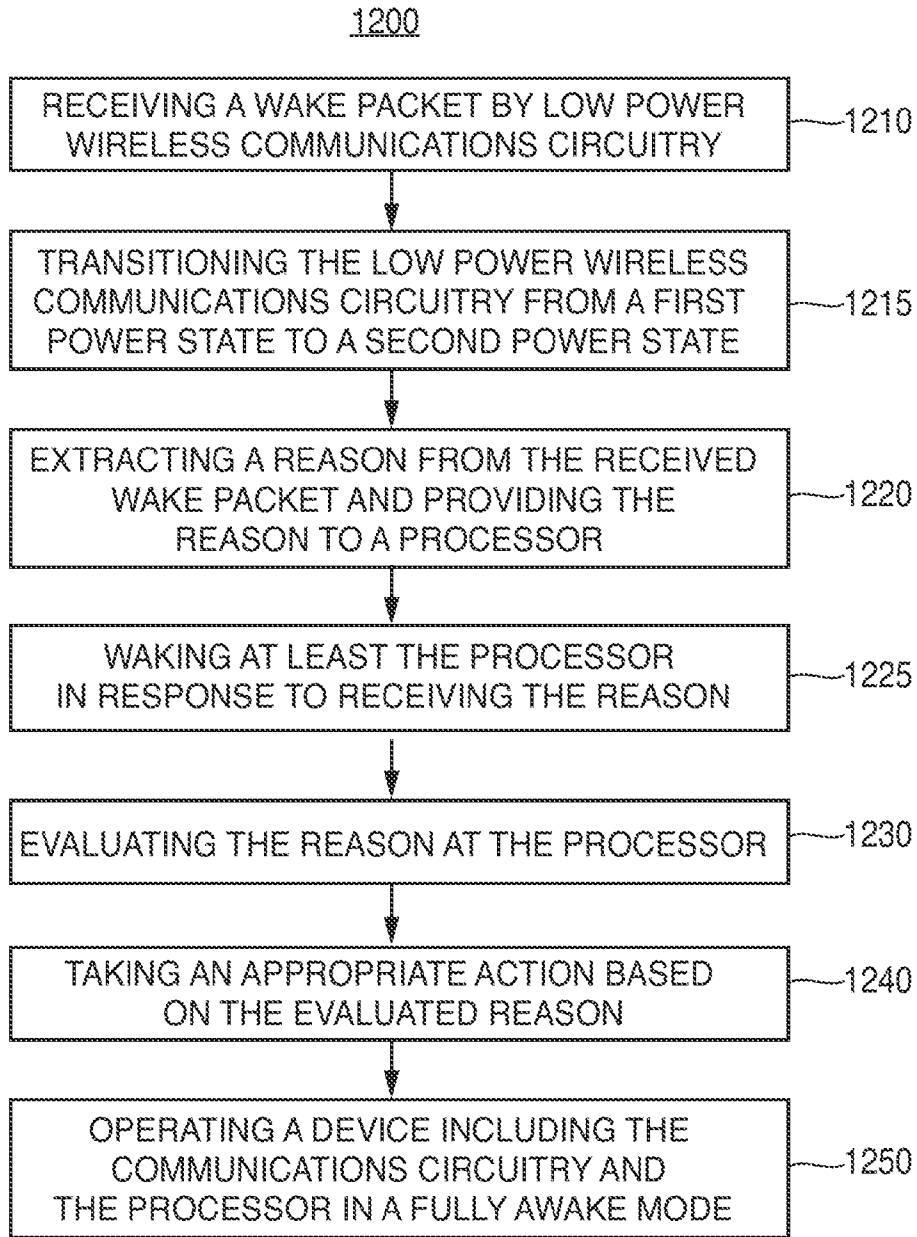 1200
RECEIVING A WAKE PACKET BY LOW POWER
WIRELESS COMMUNICATIONS CIRCUITRY
1210
TRANSITIONING THE LOW POWER WIRELESS
COMMUNICATIONS CIRCUITRY FROM A FIRST
POWER STATE TO A SECOND POWER STATE
1215
EXTRACTING A REASON FROM THE RECEIVED
WAKE PACKET AND PROVIDING THE
REASON TO A PROCESSOR
1220
WAKING AT LEAST THE PROCESSOR
IN RESPONSE TO RECEIVING THE REASON
1225
EVALUATING THE REASON AT THE PROCESSOR
1230
TAKING AN APPROPRIATE ACTION BASED
ON THE EVALUATED REASON
1240
OPERATING A DEVICE INCLUDING THE
COMMUNICATIONS CIRCUITRY AND
THE PROCESSOR IN A FULLY AWAKE MODE
1250